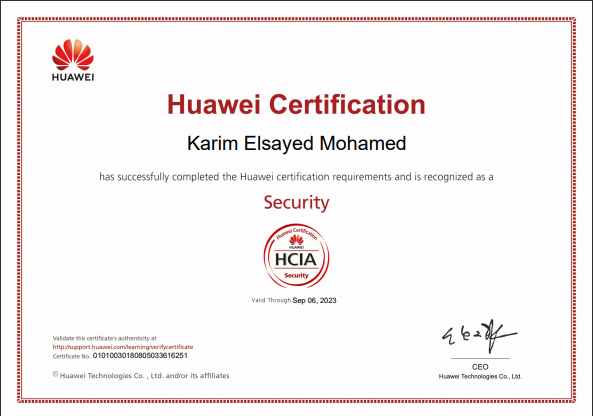 HUAWEI
Huawei Certification
Karim Elsayed Mohamed
has successfully completed the Huawei certification requirements and is recognized as a
Security
Huawei Certification
HUAWEI
HCIA
Security
Valid Through Sep 06, 2023
Validate this certificate's authenticity at
http://support.huawei.com/learning/verifycertificate
Certificate No. 01010030180805033616251
© Huawei Technologies Co. , Ltd. and/or its affiliates
CEO
Huawei Technologies Co., Ltd.